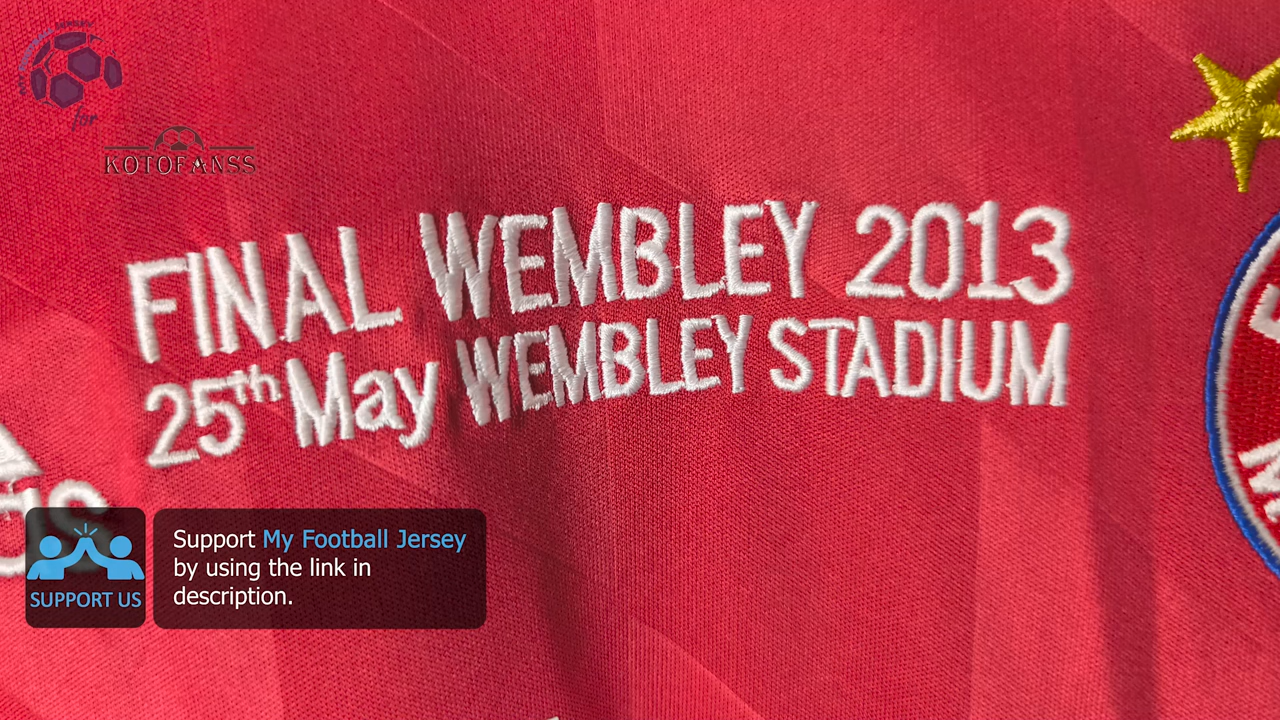 for
KOTOFANSS
FINAL WEMBLEY 2013
25th May WEMBLEY STADIUM
Support My Football Jersey
by using the link in
description.
SUPPORT US